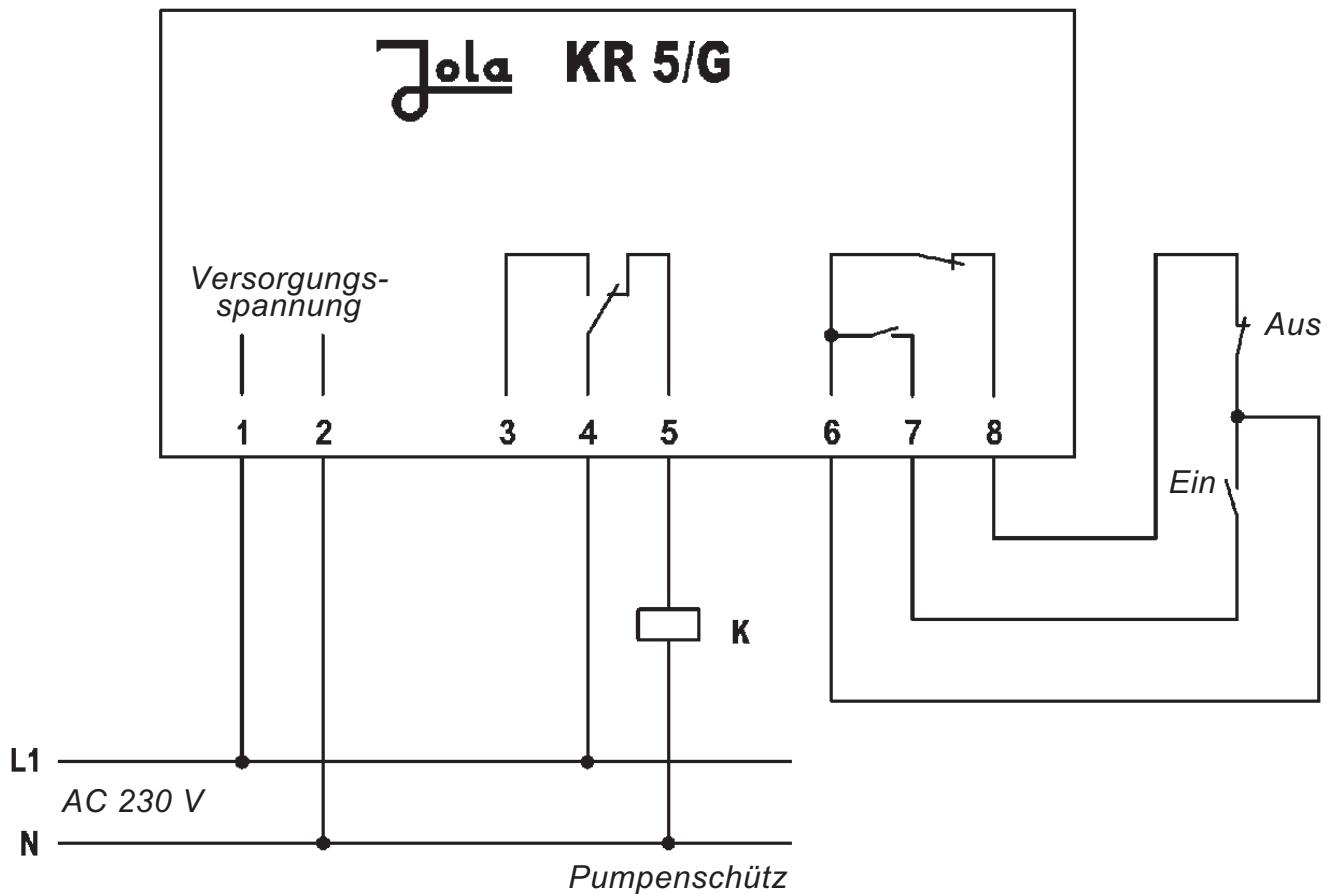 Jola KR 5/G
Versorgungs-
spannung
1 2 3 4 5 6 7 8
Aus
Ein
K
L1
AC 230 V
N
Pumpenschütz